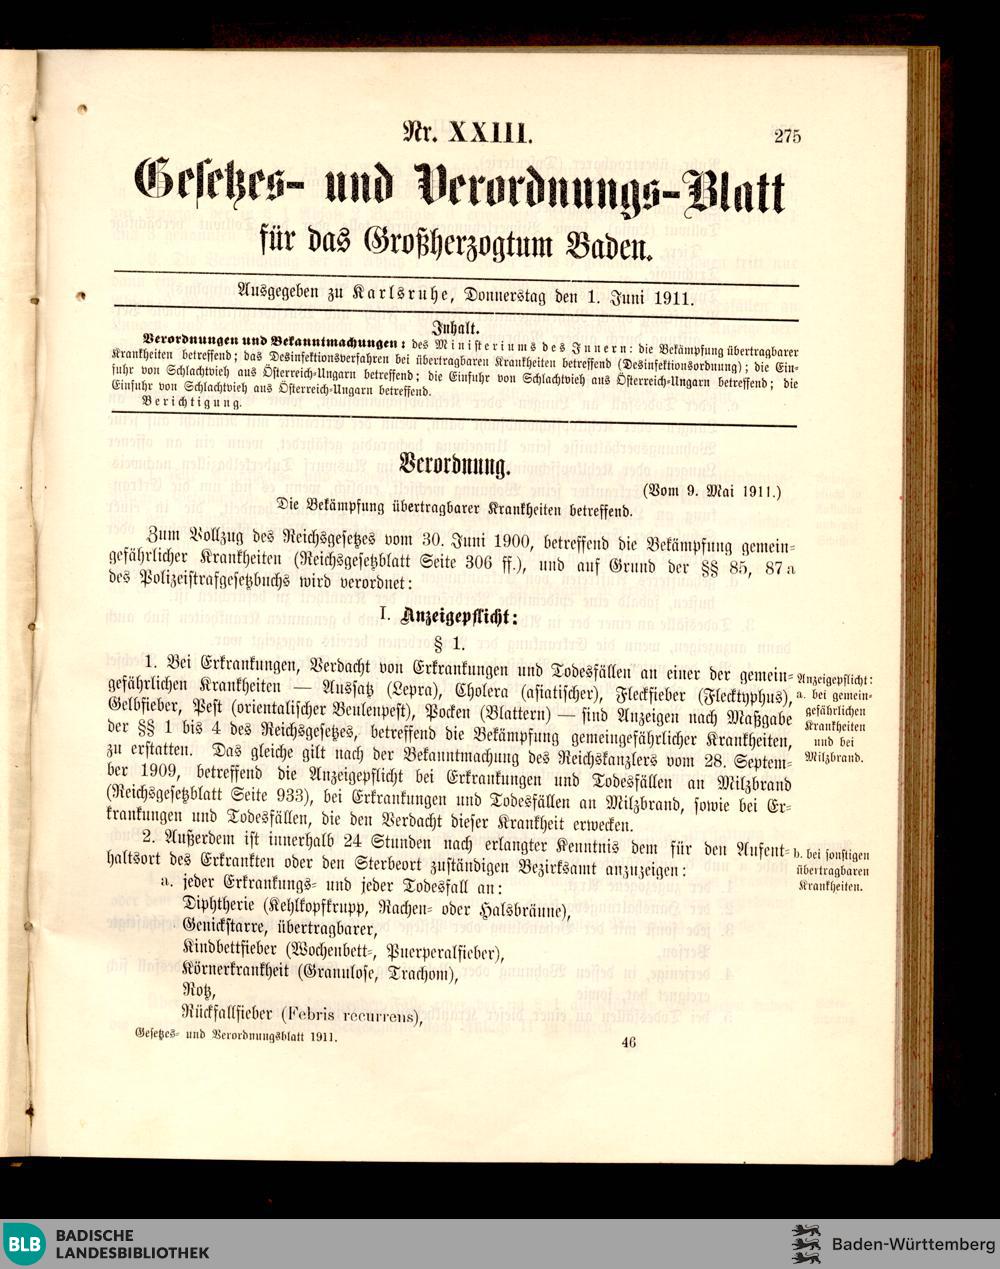 Nr. XXIII.
275
Gesetzes- und Verordnungs-Blatt
für das Großherzogtum Baden.
Ausgegeben zu Karlsruhe, Donnerstag den 1. Juni 1911.
Inhalt.
Verordnungen und Bekanntmachungen: des Ministeriums des Innern: die Bekämpfung übertragbarer
Krankheiten betreffend; das Desinfektionsverfahren bei übertragbaren Krankheiten betreffend (Desinfektionsordnung); die Ein-
fuhr von Schlachtvieh aus Österreich-Ungarn betreffend; die Einfuhr von Schlachtvieh aus Österreich-Ungarn betreffend; die
Einfuhr von Schlachtvieh aus Österreich-Ungarn betreffend.
Berichtigung.
Verordnung.
(Vom 9. Mai 1911.)
Die Bekämpfung übertragbarer Krankheiten betreffend.
Zum Vollzug des Reichsgesetzes vom 30. Juni 1900, betreffend die Bekämpfung gemein-
gefährlicher Krankheiten (Reichsgesetzblatt Seite 306 ff.), und auf Grund der §§ 85, 87a
des Polizeistrafgesetzbuchs wird verordnet:
I. Anzeigepflicht:
§ 1.
1. Bei Erkrankungen, Verdacht von Erkrankungen und Todesfällen an einer der gemein-
gefährlichen Krankheiten — Aussatz (Lepra), Cholera (asiatischer), Fleckfieber (Flecktyphus),
Gelbfieber, Pest (orientalischer Beulenpest), Pocken (Blattern) — sind Anzeigen nach Maßgabe
der §§ 1 bis 4 des Reichsgesetzes, betreffend die Bekämpfung gemeingefährlicher Krankheiten,
zu erstatten. Das gleiche gilt nach der Bekanntmachung des Reichskanzlers vom 28. Septem-
ber 1909, betreffend die Anzeigepflicht bei Erkrankungen und Todesfällen an Milzbrand
(Reichsgesetzblatt Seite 933), bei Erkrankungen und Todesfällen an Milzbrand, sowie bei Er-
krankungen und Todesfällen, die den Verdacht dieser Krankheit erwecken.
Anzeigepflicht:
a. bei gemein-
gefährlichen
Krankheiten
und bei
Milzbrand.
2. Außerdem ist innerhalb 24 Stunden nach erlangter Kenntnis dem für den Aufent-
haltsort des Erkrankten oder den Sterbeort zuständigen Bezirksamt anzuzeigen:
b. bei sonstigen
übertragbaren
Krankheiten.
a. jeder Erkrankungs- und jeder Todesfall an:
Diphtherie (Kehlkopfkrupp, Rachen- oder Halsbräune),
Genickstarre, übertragbarer,
Kindbettfieber (Wochenbett-, Puerperalfieber),
Körnerkrankheit (Granulose, Trachom),
Rotz,
Rückfallfieber (Febris recurrens),
Gesetzes- und Verordnungsblatt 1911.
46
BLB
BADISCHE
LANDESBIBLIOTHEK
Baden-Württemberg